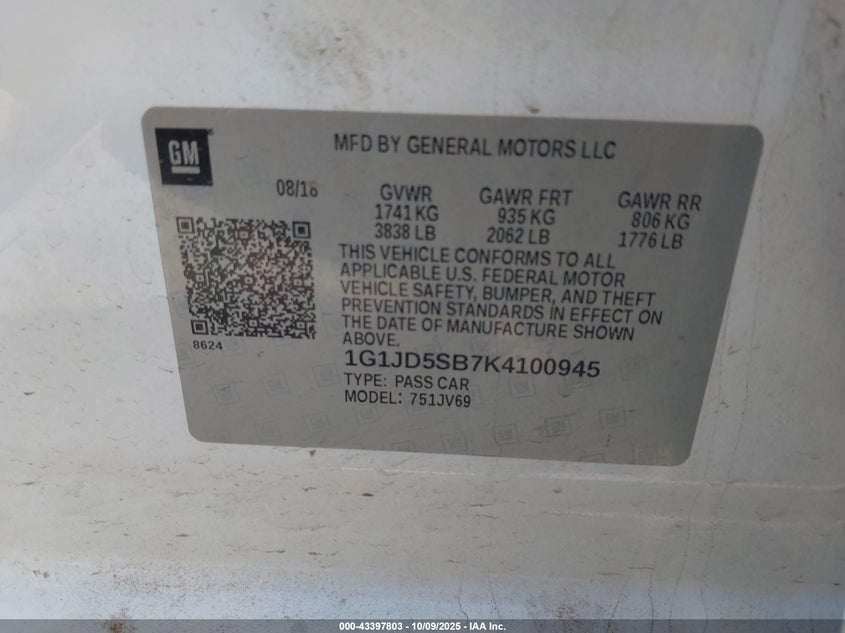 GM
MFD BY GENERAL MOTORS LLC
08/18
GVWR
1741 KG
3838 LB
GAWR FRT
935 KG
2062 LB
GAWR RR
806 KG
1776 LB
THIS VEHICLE CONFORMS TO ALL
APPLICABLE U.S. FEDERAL MOTOR
VEHICLE SAFETY, BUMPER, AND THEFT
PREVENTION STANDARDS IN EFFECT ON
THE DATE OF MANUFACTURE SHOWN
ABOVE.
8624
1G1JD5SB7K4100945
TYPE: PASS CAR
MODEL: 751JV69
000-43397803 - 10/09/2025 - IAA Inc.